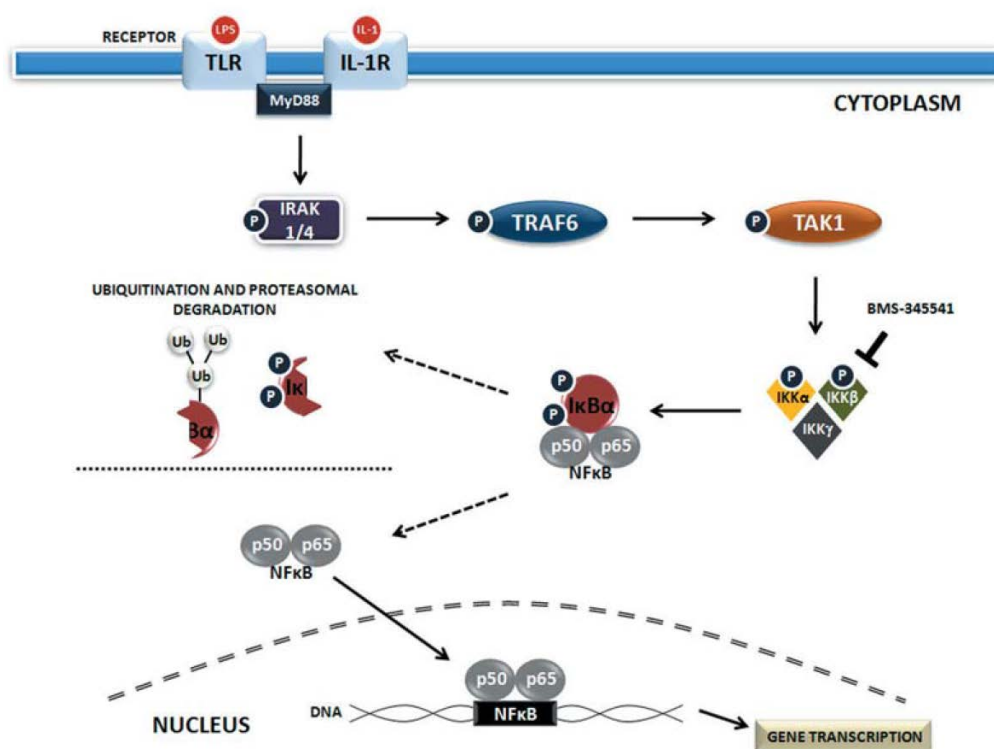 LPS
IL-1
RECEPTOR
TLR
IL-1R
MyD88
CYTOPLASM
P
IRAK
1/4
P
TRAF6
P
TAK1
UBIQUITINATION AND PROTEASOMAL
DEGRADATION
BMS-345541
Ub
Ub
Ub
P
P
Iκ
Bα
P
P
IκBα
p50
p65
NFκB
P
P
IKKα
IKKβ
IKKγ
p50
p65
NFκB
p50
p65
NUCLEUS
DNA
NFκB
GENE TRANSCRIPTION